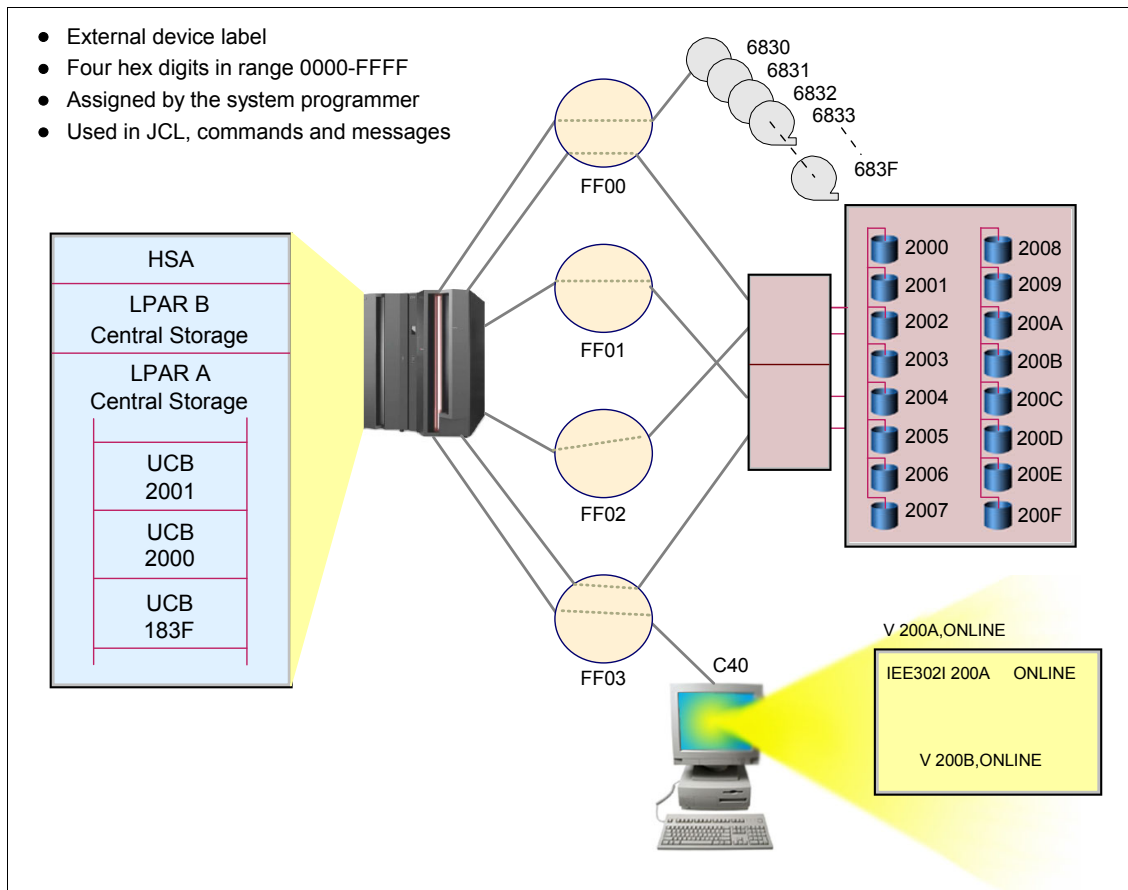 ● External device label
● Four hex digits in range 0000-FFFF
● Assigned by the system programmer
● Used in JCL, commands and messages
HSA
LPAR B
Central Storage
LPAR A
Central Storage
UCB
2001
UCB
2000
UCB
183F
FF00
FF01
FF02
FF03
6830
6831
6832
6833
683F
2000
2001
2002
2003
2004
2005
2006
2007
2008
2009
200A
200B
200C
200D
200E
200F
C40
V 200A,ONLINE
IEE302I 200A ONLINE
V 200B,ONLINE